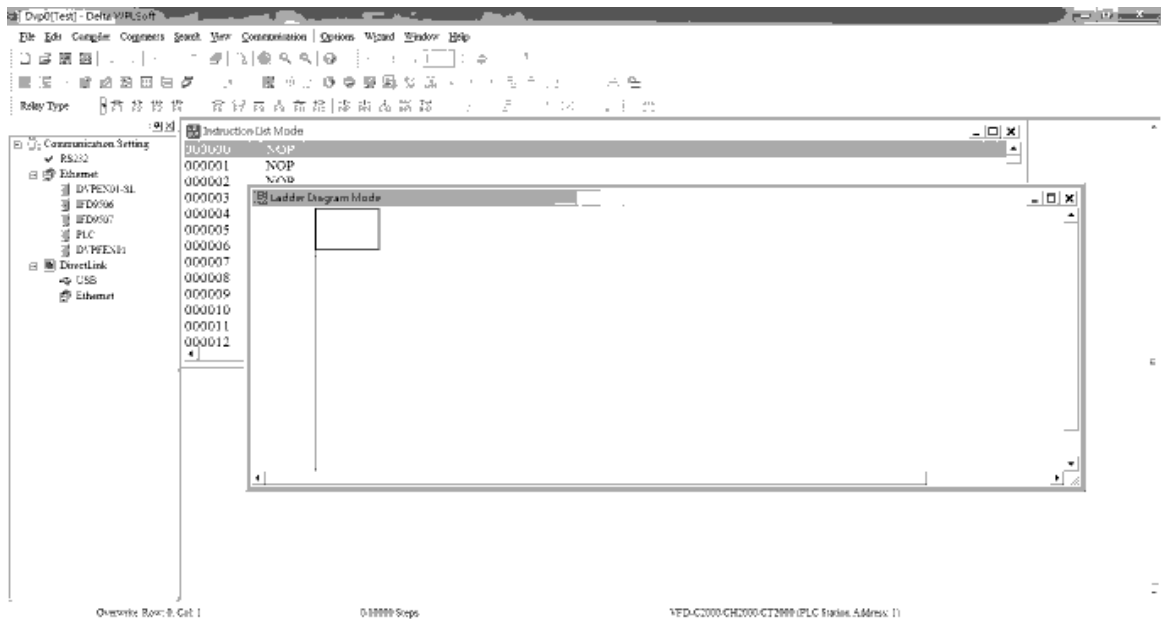 Dvp0[Test] - Delta WPLSoft
File Edit Compiler Comments Search View Communication Options Wizard Window Help
Relay Type
Communication Setting
RS232
Ethernet
DVPEN01-SL
IFD9506
IFD9507
PLC
DVPFEN01
DirectLink
USB
Ethernet
Instruction List Mode
000000 NOP
000001 NOP
000002 NOP
000003
000004
000005
000006
000007
000008
000009
000010
000011
000012
Ladder Diagram Mode
Overwrite Row: 0, Col: 1
0/10000 Steps
VFD-C2000/CH2000/CT2000 (PLC Station Address: 1)